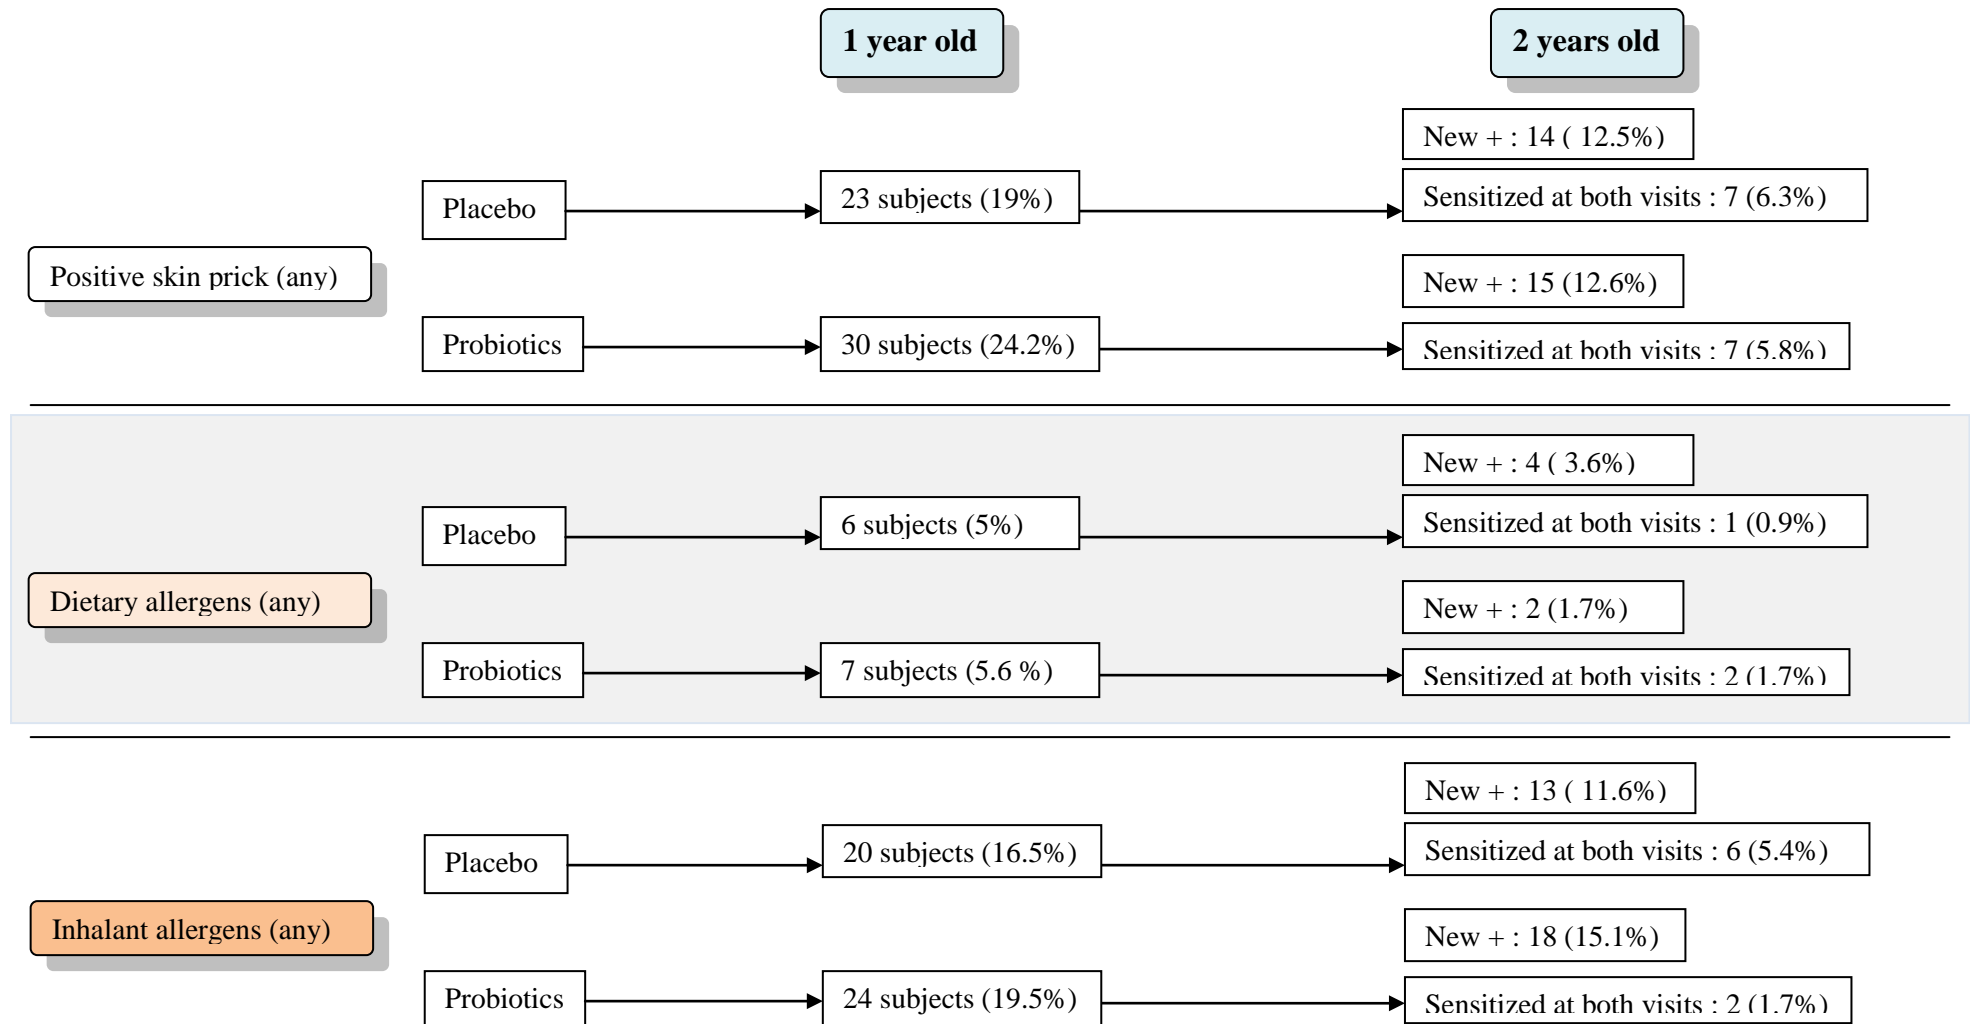 1 year old
2 years old
New + : 14 ( 12.5%)
Placebo
23 subjects (19%)
Sensitized at both visits : 7 (6.3%)
Positive skin prick (any)
New + : 15 (12.6%)
Probiotics
30 subjects (24.2%)
Sensitized at both visits : 7 (5.8%)
New + : 4 ( 3.6%)
Placebo
6 subjects (5%)
Sensitized at both visits : 1 (0.9%)
Dietary allergens (any)
New + : 2 (1.7%)
Probiotics
7 subjects (5.6 %)
Sensitized at both visits : 2 (1.7%)
New + : 13 ( 11.6%)
Placebo
20 subjects (16.5%)
Sensitized at both visits : 6 (5.4%)
Inhalant allergens (any)
New + : 18 (15.1%)
Probiotics
24 subjects (19.5%)
Sensitized at both visits : 2 (1.7%)